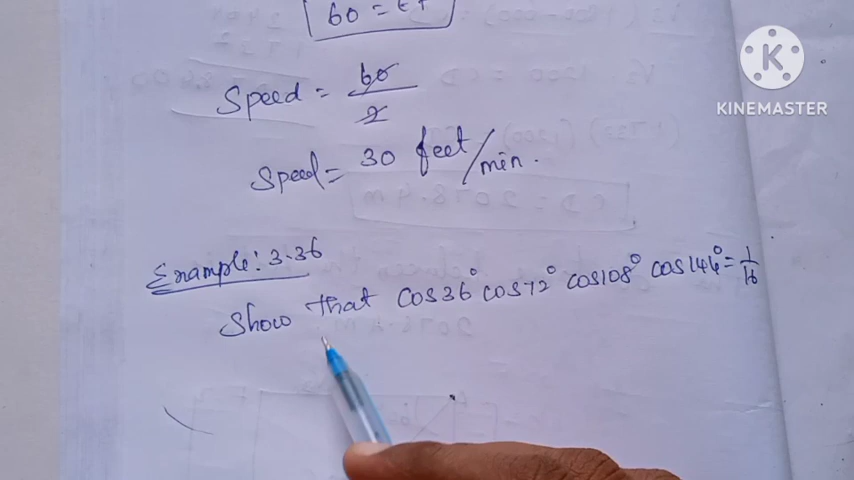 60 =
KINEMASTER
Speed = 60/2
Speed = 30 feet/min.
Example: 3.36
Show that cos36° cos72° cos108° cos144° = 1/16